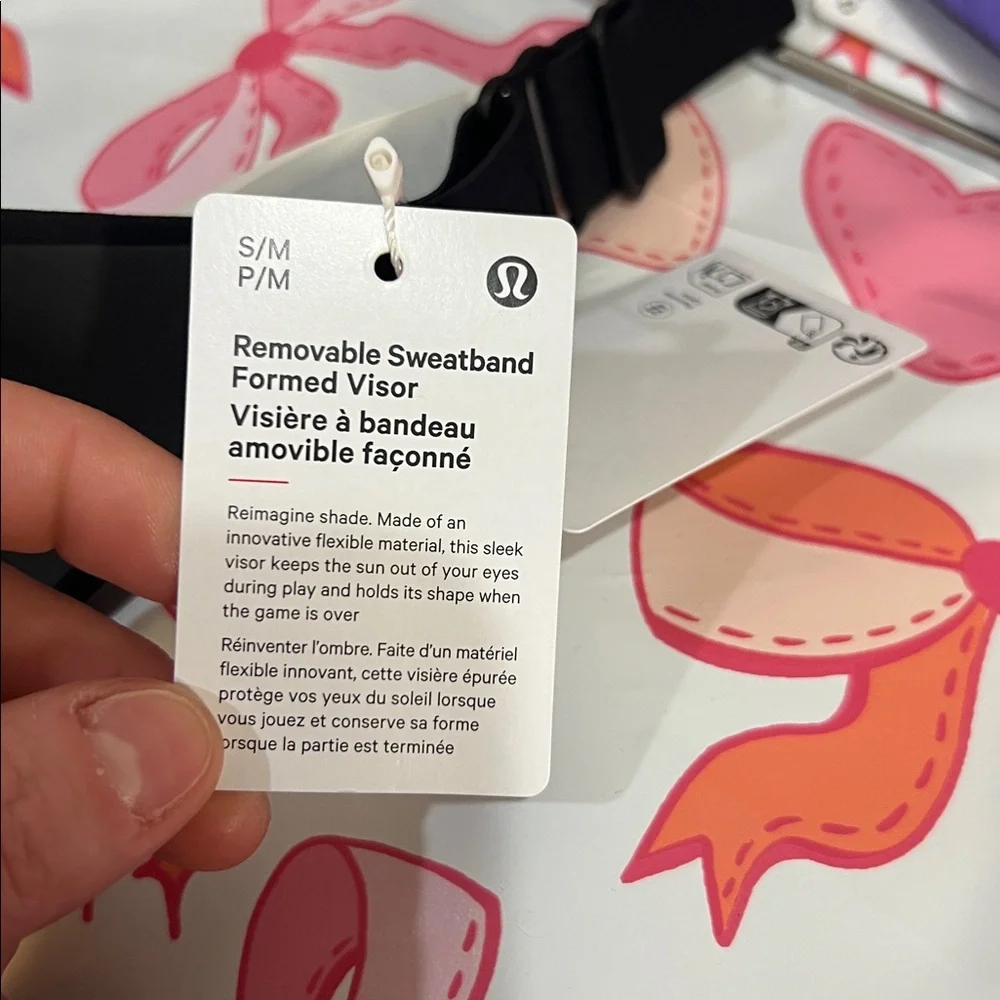 S/M
P/M
Removable Sweatband
Formed Visor
Visière à bandeau
amovible façonné
Reimagine shade. Made of an
innovative flexible material, this sleek
visor keeps the sun out of your eyes
during play and holds its shape when
the game is over
Réinventer l'ombre. Faite d'un matériel
flexible innovant, cette visière épurée
protège vos yeux du soleil lorsque
vous jouez et conserve sa forme
orsque la partie est terminée